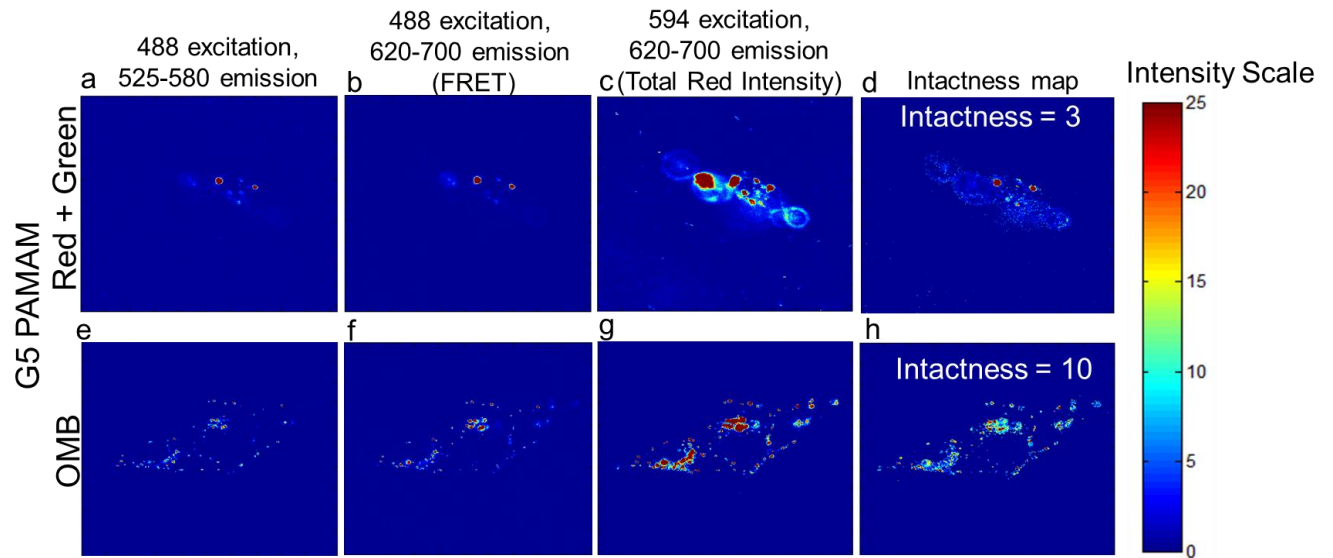 488 excitation,
525-580 emission
488 excitation,
620-700 emission
(FRET)
594 excitation,
620-700 emission
(Total Red Intensity)
Intactness map
Intensity Scale
a
b
c
d
Intactness = 3
e
f
g
h
Intactness = 10
G5 PAMAM
Red + Green
OMB
25
20
15
10
5
0